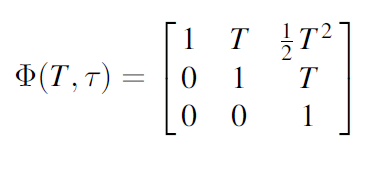 Φ(T, τ) = [ 1 T ½T² ]
[ 0 1 T ]
[ 0 0 1 ]